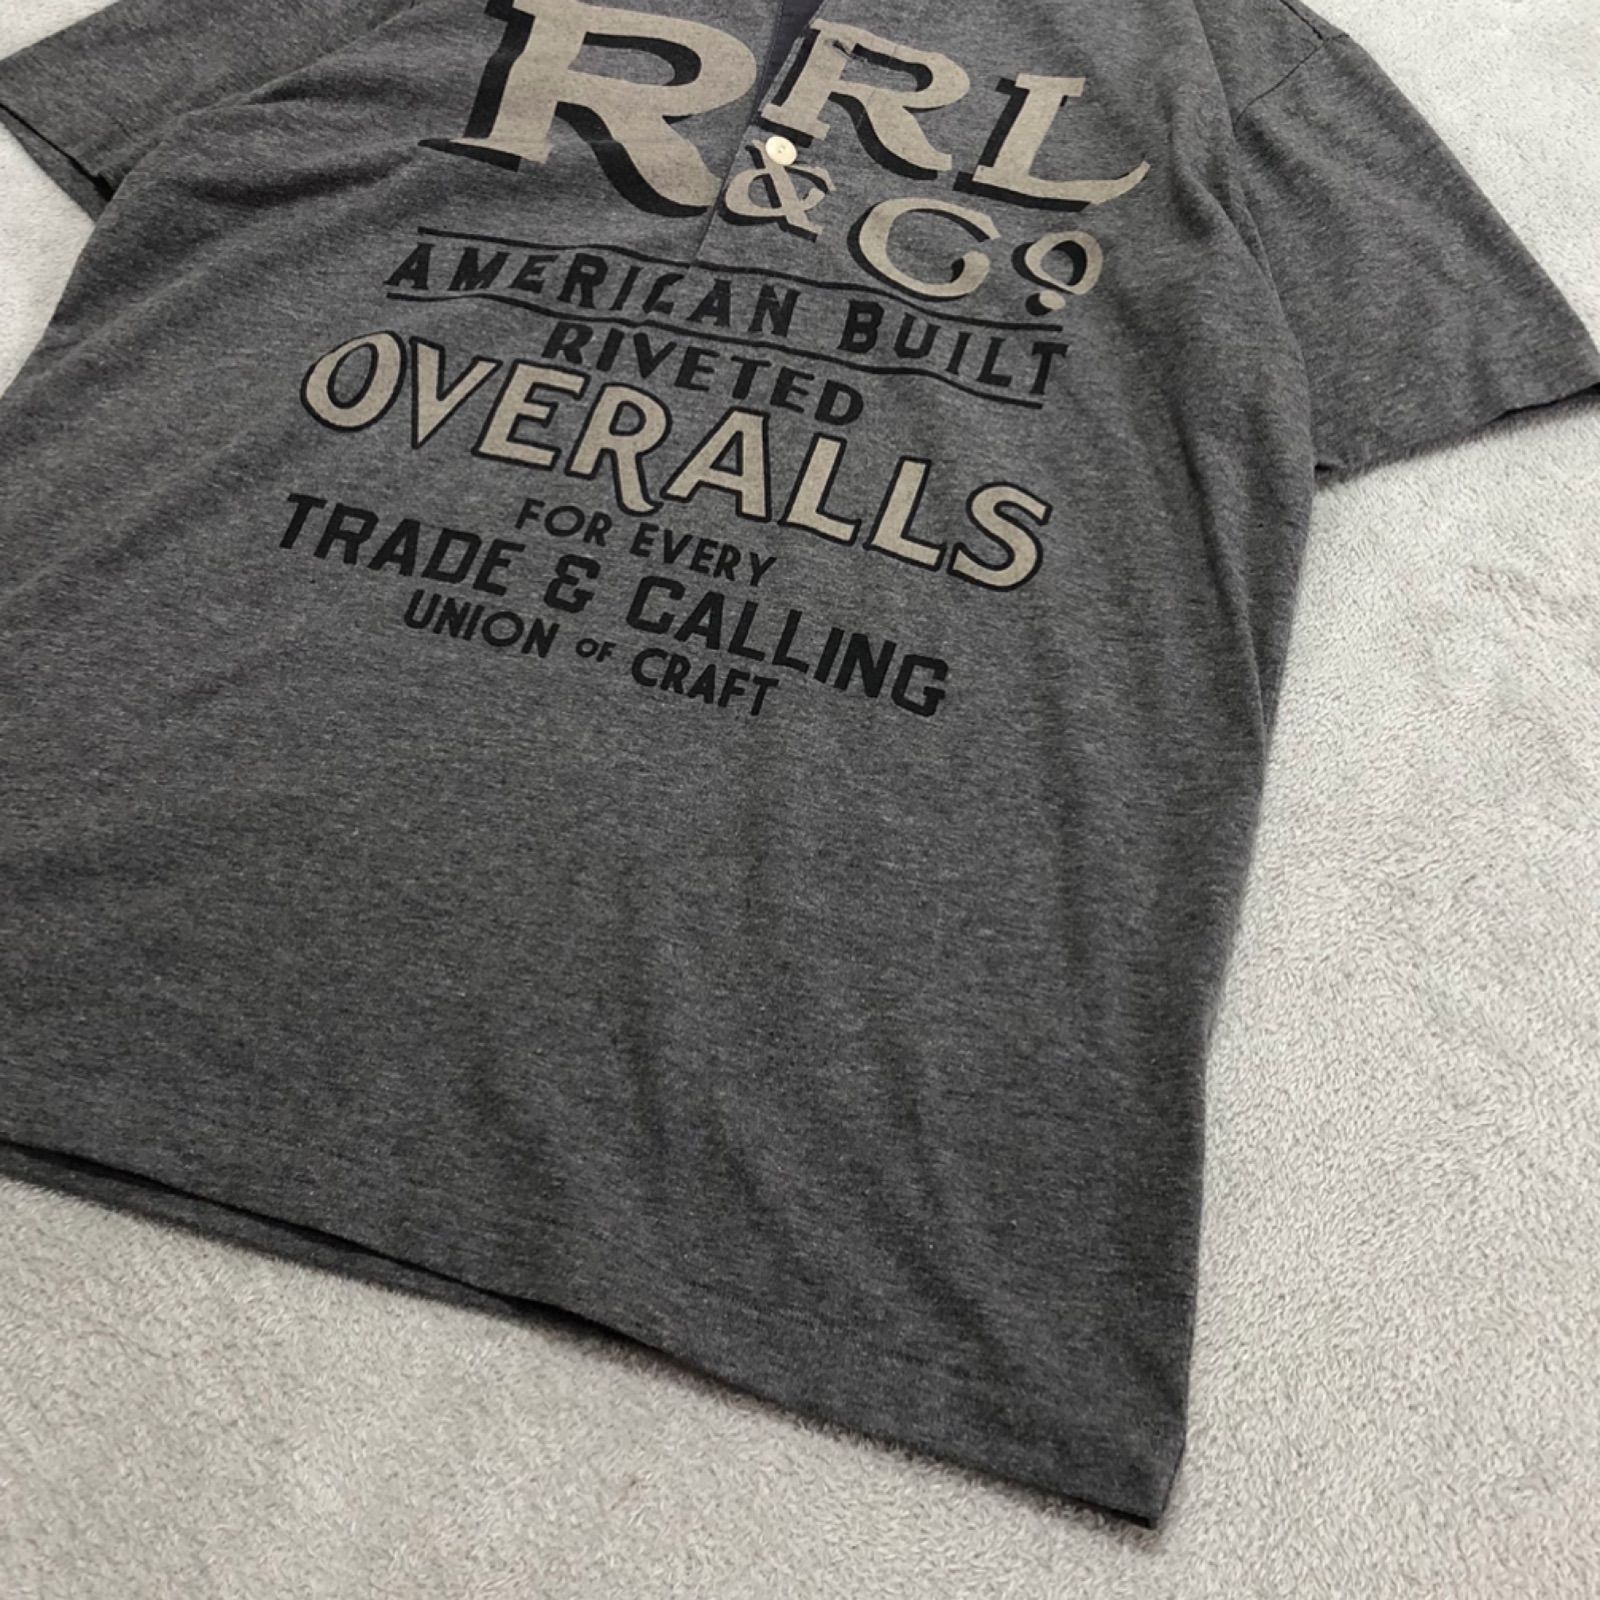 RRL
& Co
AMERICAN BUILT
RIVETED
OVERALLS
FOR EVERY
TRADE & CALLING
UNION OF CRAFT